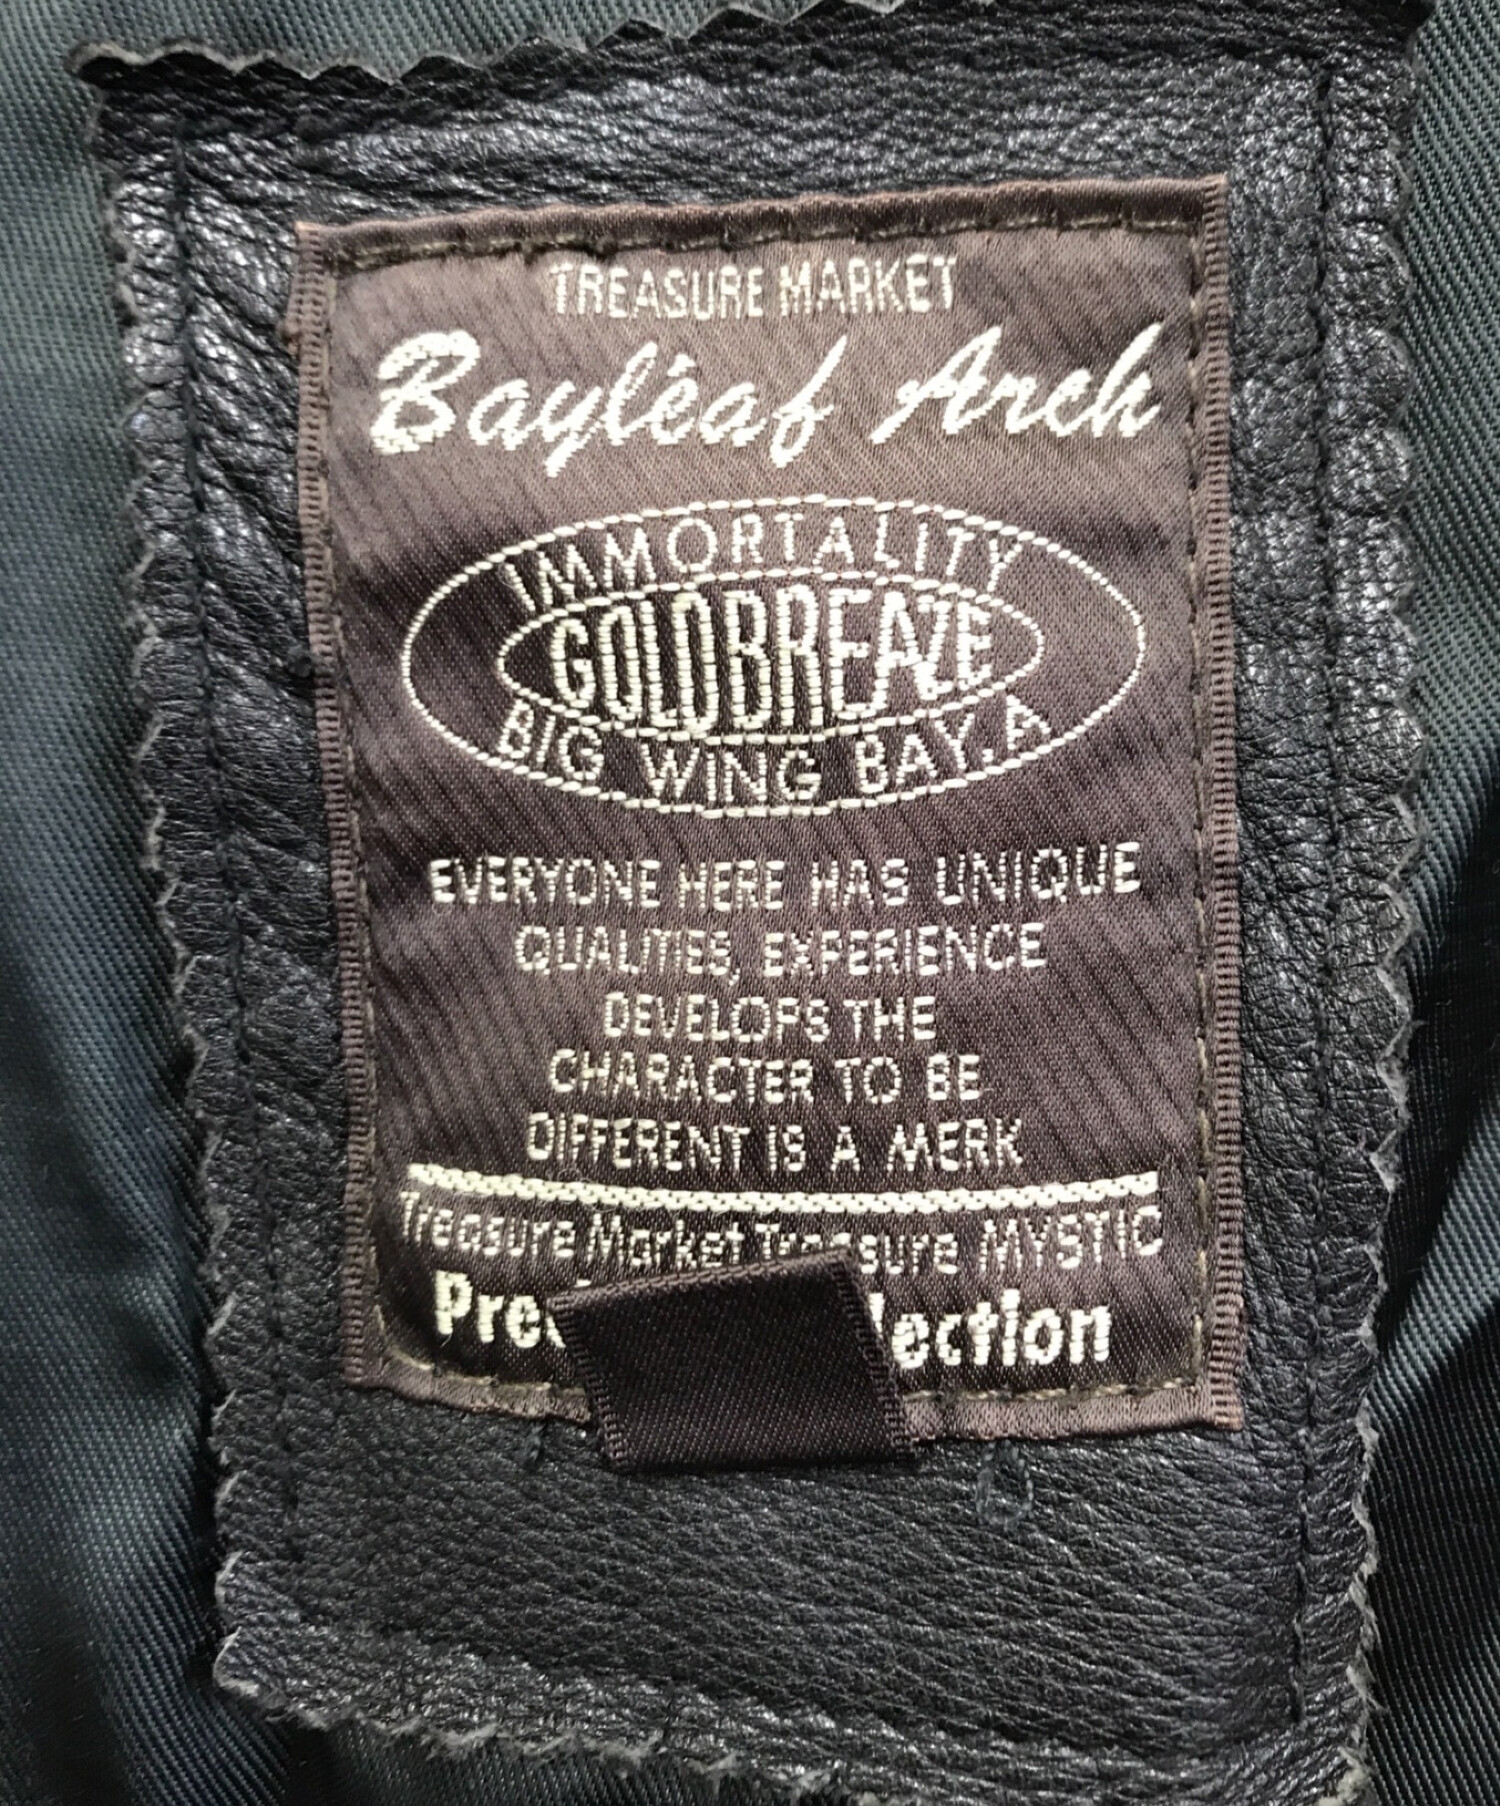 TREASURE MARKET
Bayleaf Arch
IMMORTALITY
GOLDBREAZE
BIG WING BAY.A
EVERYONE HERE HAS UNIQUE
QUALITIES, EXPERIENCE
DEVELOPS THE
CHARACTER TO BE
DIFFERENT IS A MERK
Treasure Market Treasure MYSTIC